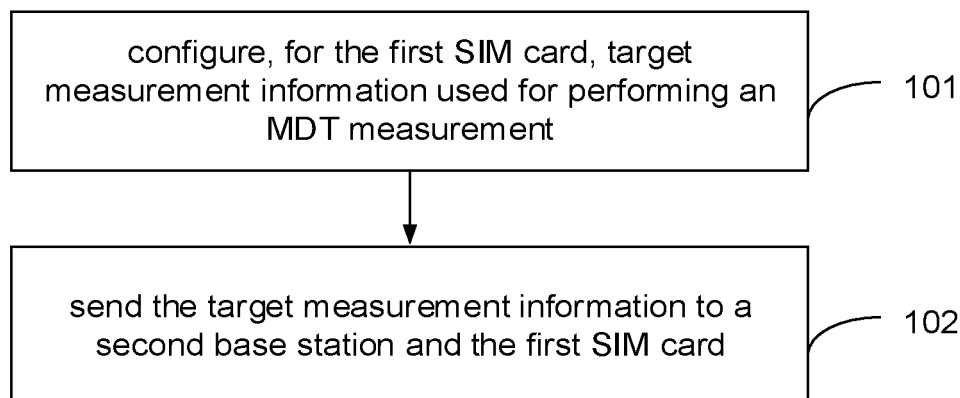 configure, for the first SIM card, target
measurement information used for performing an
MDT measurement
101
send the target measurement information to a
second base station and the first SIM card
102